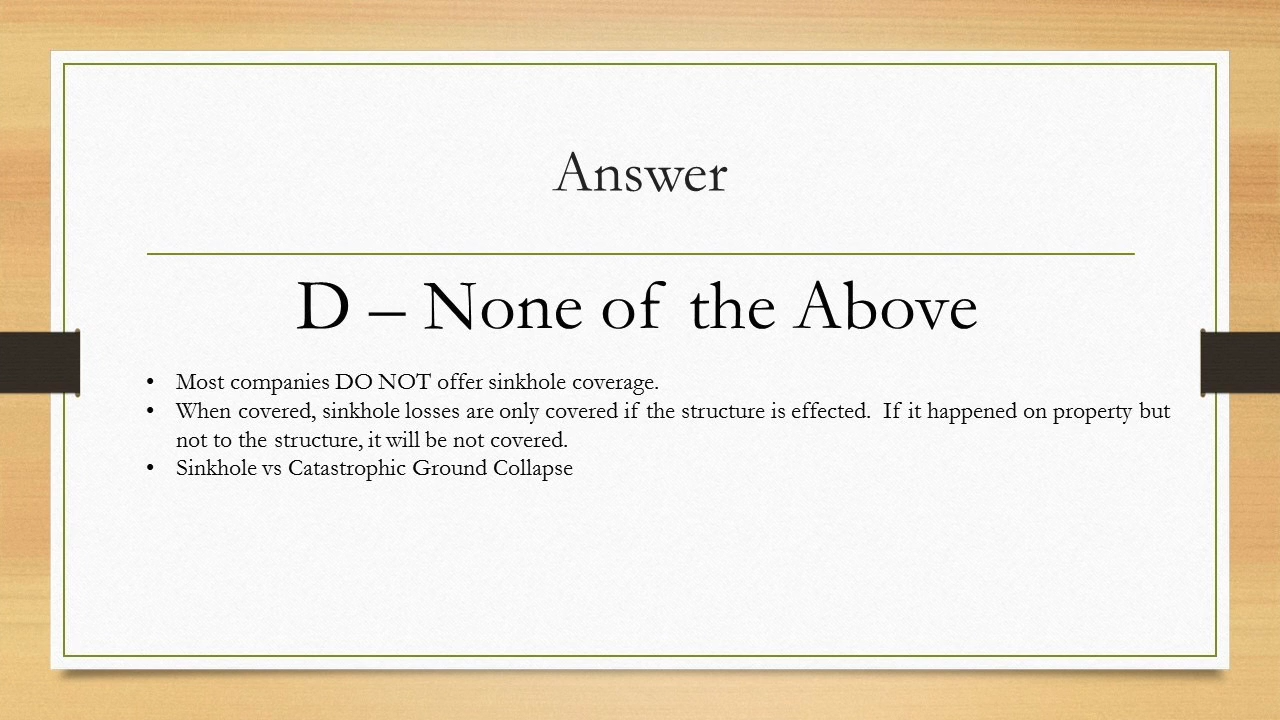 Answer
D – None of the Above
• Most companies DO NOT offer sinkhole coverage.
• When covered, sinkhole losses are only covered if the structure is effected.  If it happened on property but
not to the structure, it will be not covered.
• Sinkhole vs Catastrophic Ground Collapse